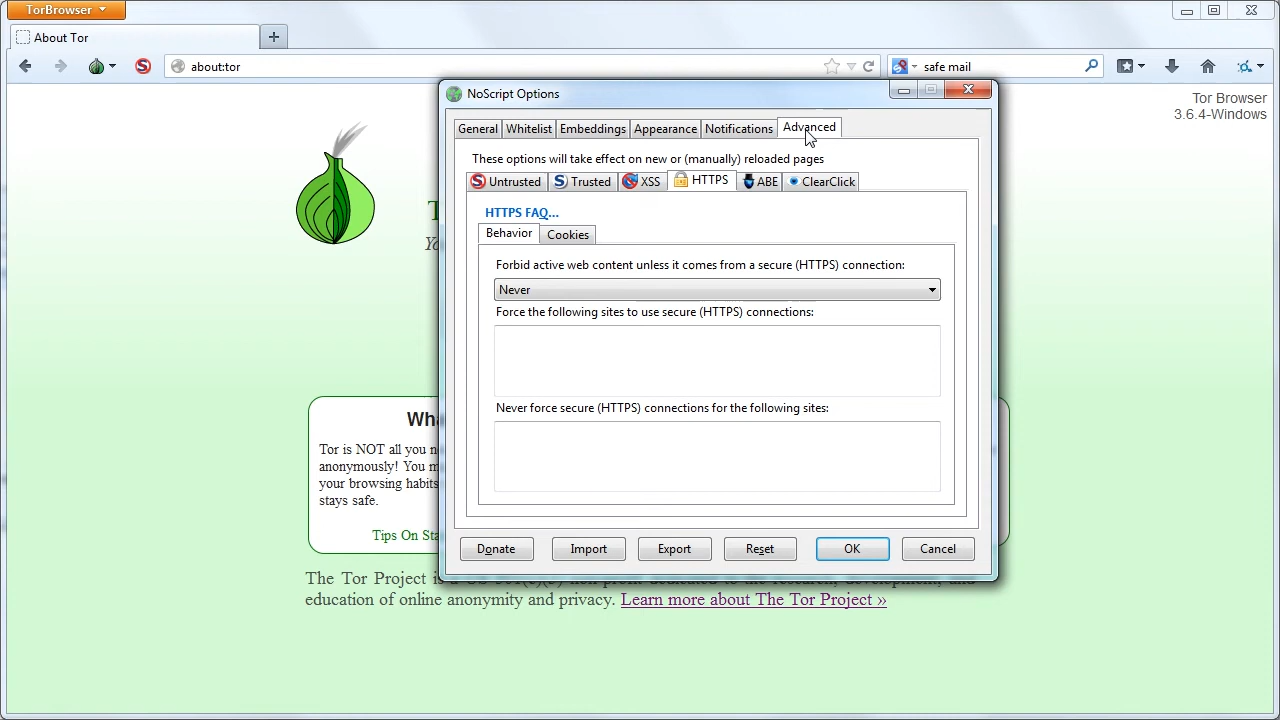 TorBrowser
About Tor
about:tor
safe mail
Tor Browser
3.6.4-Windows
NoScript Options
General
Whitelist
Embeddings
Appearance
Notifications
Advanced
These options will take effect on new or (manually) reloaded pages
Untrusted
Trusted
XSS
HTTPS
ABE
ClearClick
HTTPS FAQ...
Behavior
Cookies
Forbid active web content unless it comes from a secure (HTTPS) connection:
Never
Force the following sites to use secure (HTTPS) connections:
Never force secure (HTTPS) connections for the following sites:
Donate
Import
Export
Reset
OK
Cancel
Tor is NOT all you
anonymously! You
your browsing habits
stays safe.
Tips On
The Tor Project is
education of online anonymity and privacy. Learn more about The Tor Project »